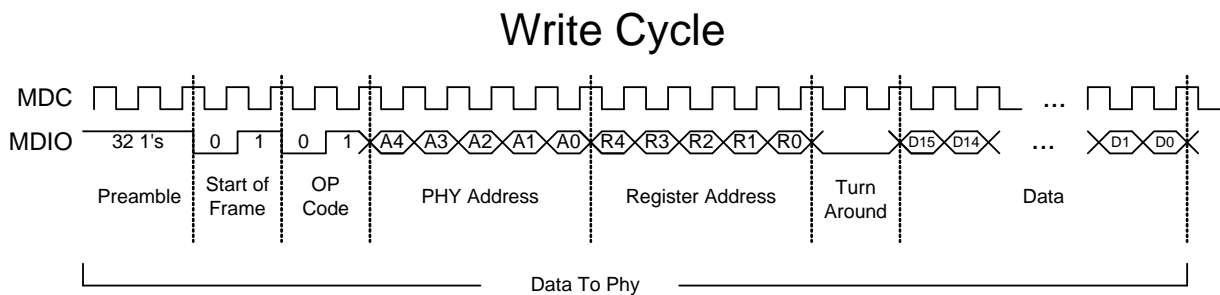 Write Cycle
MDC ...
MDIO 32 1's 0 1 0 1 A4 A3 A2 A1 A0 R4 R3 R2 R1 R0 D15 D14 ... D1 D0
Preamble Start of Frame OP Code PHY Address Register Address Turn Around Data
Data To Phy